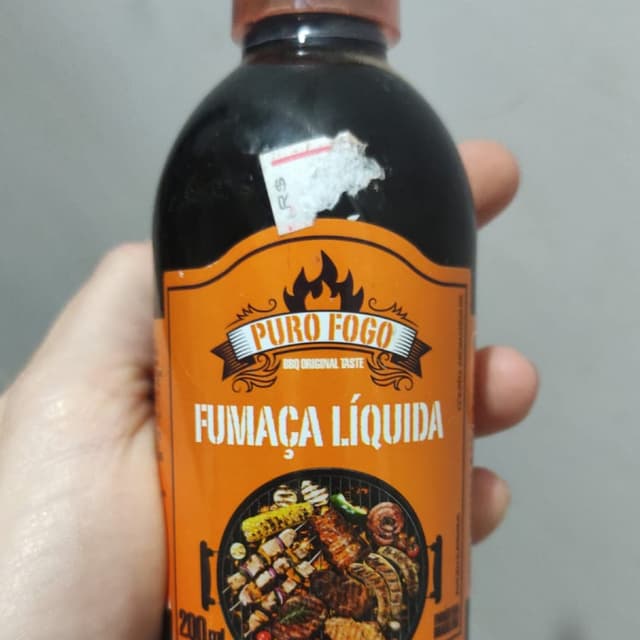 R$
PURO FOGO
BBQ ORIGINAL TASTE
FUMAÇA LÍQUIDA
200 ml